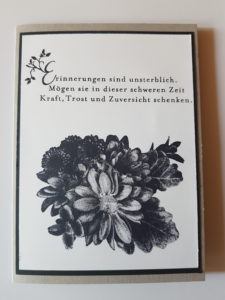 Erinnerungen sind unsterblich.
Mögen sie in dieser schweren Zeit
Kraft, Trost und Zuversicht schenken.